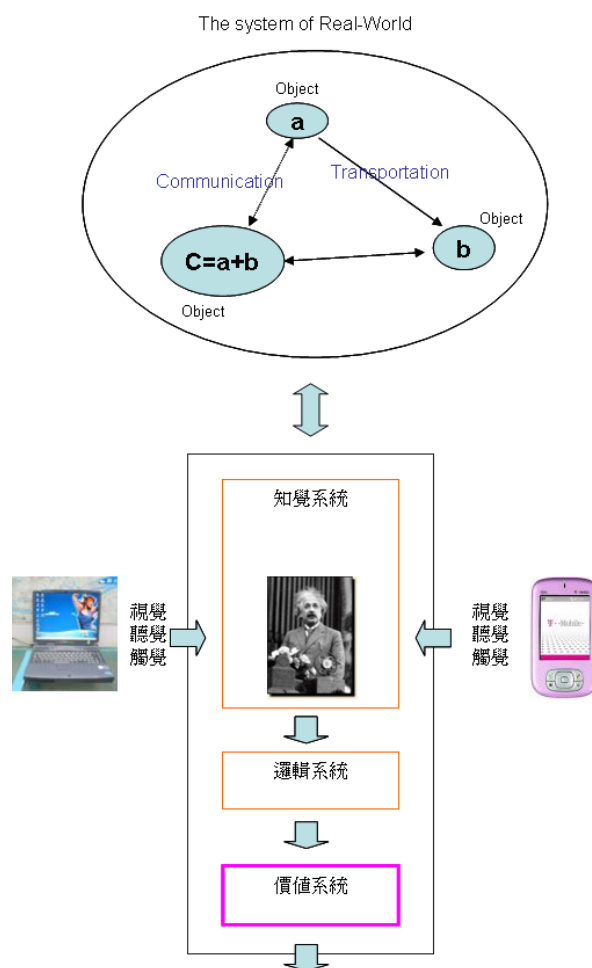 The system of Real-World
Object
a
Communication
Transportation
Object
C=a+b
b
Object
知覺系統
視覺
聽覺
觸覺
視覺
聽覺
觸覺
T··Mobile·
邏輯系統
價值系統